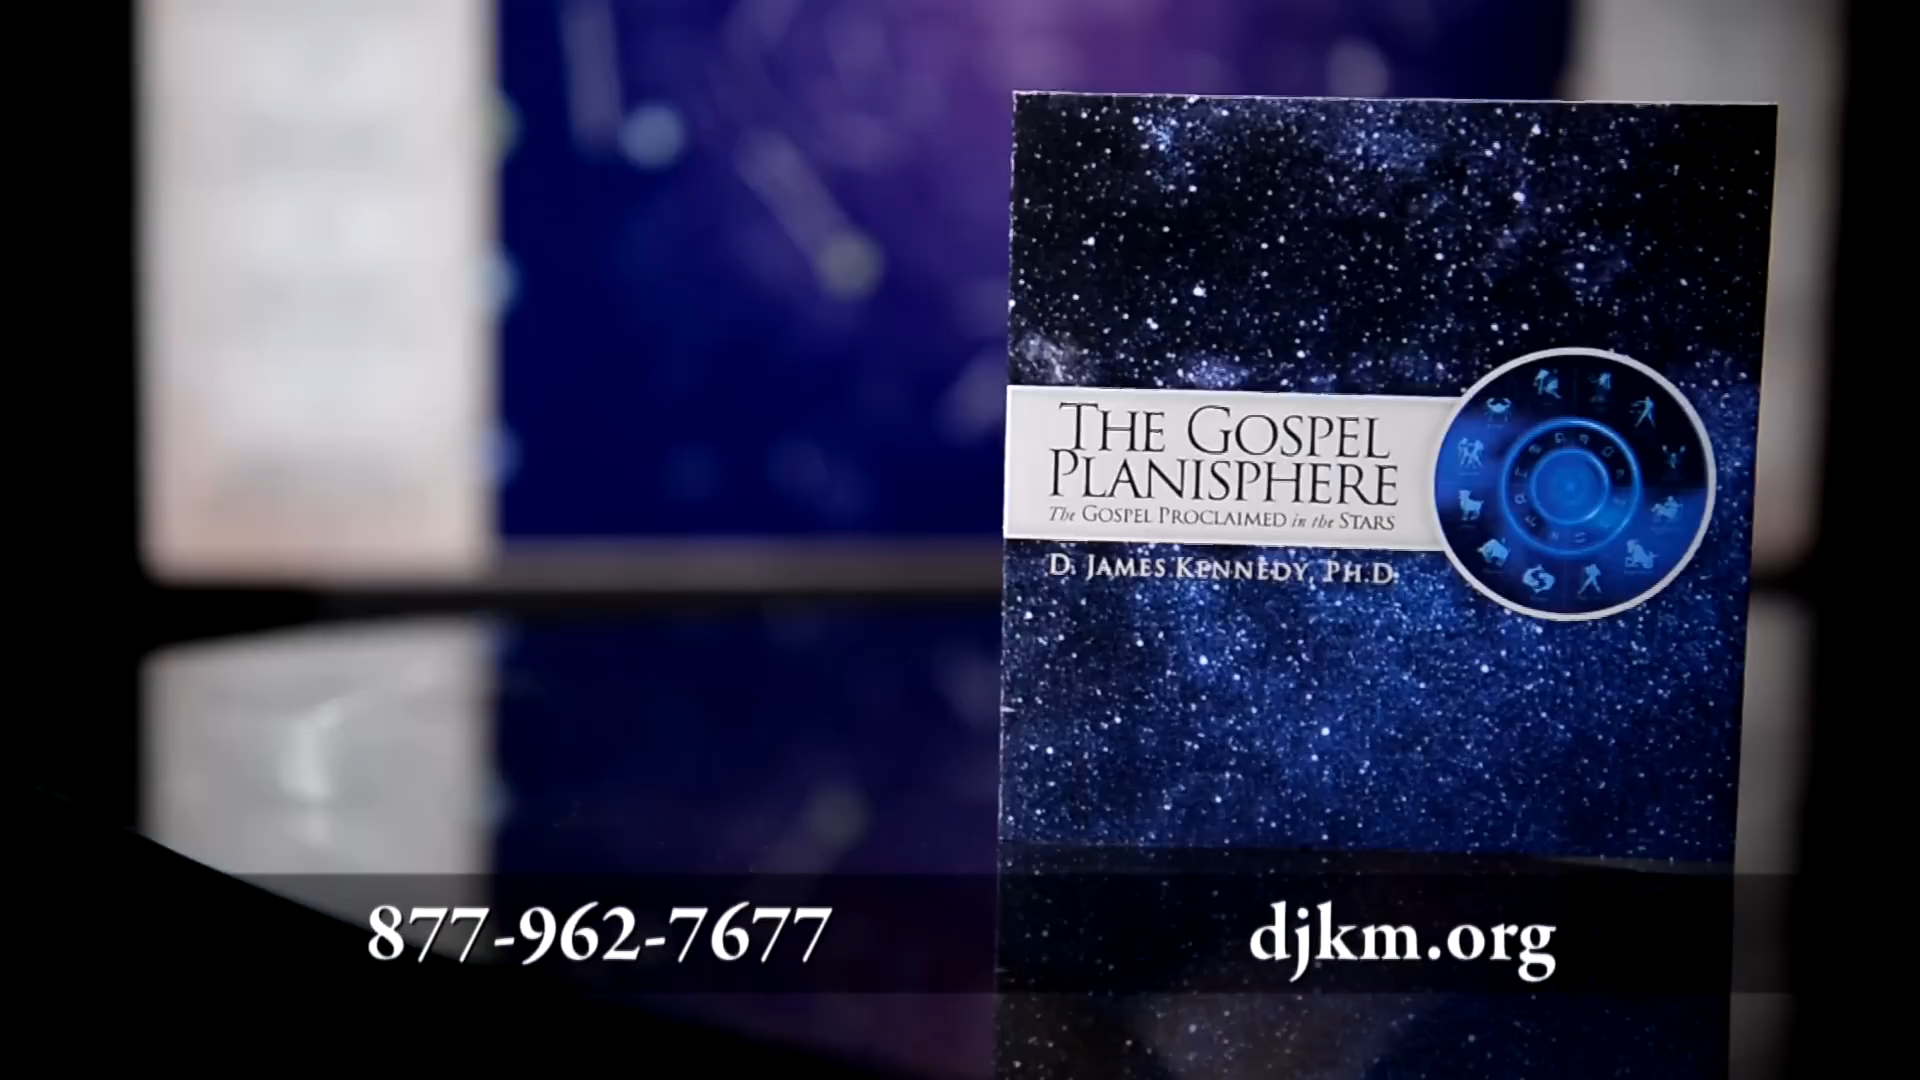 THE GOSPEL
PLANISPHERE
The GOSPEL PROCLAIMED in the STARS
D. JAMES KENNEDY, PH.D.
877-962-7677
djkm.org